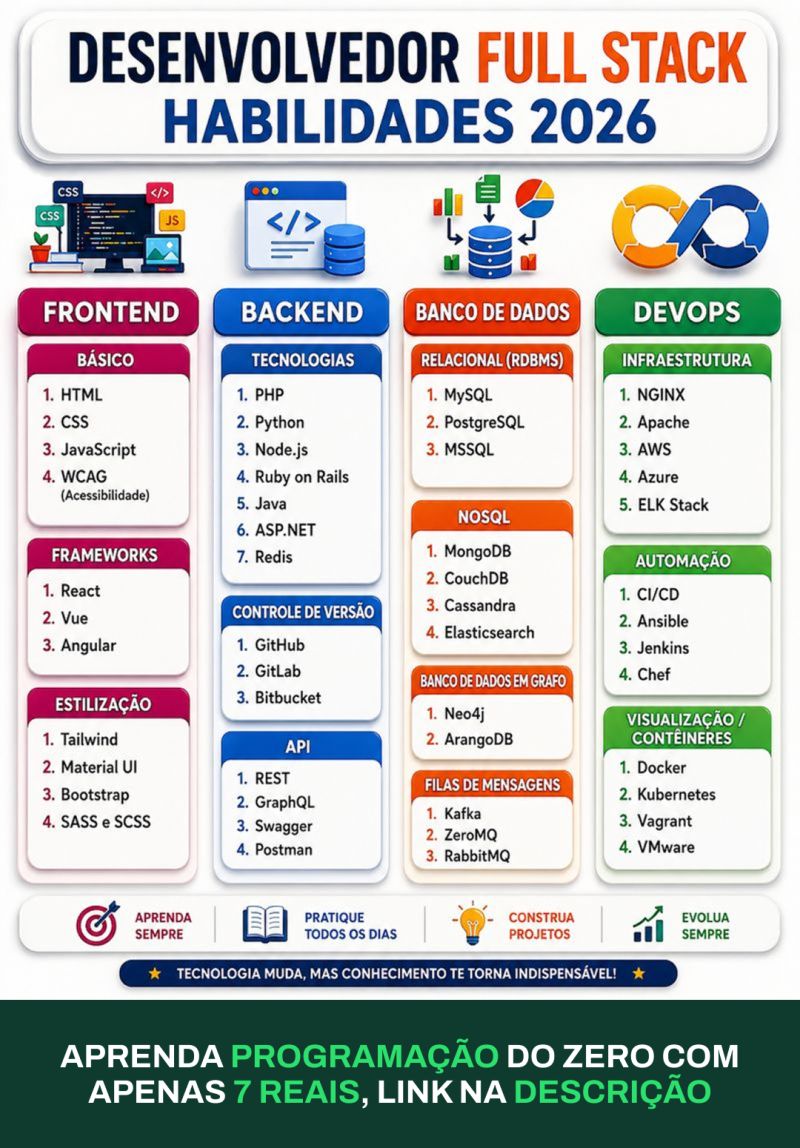 DESENVOLVEDOR FULL STACK
HABILIDADES 2026
CSS
</>
CSS
JS
</>
FRONTEND
BÁSICO
1. HTML
2. CSS
3. JavaScript
4. WCAG
(Acessibilidade)
FRAMEWORKS
1. React
2. Vue
3. Angular
ESTILIZAÇÃO
1. Tailwind
2. Material UI
3. Bootstrap
4. SASS e SCSS
BACKEND
TECNOLOGIAS
1. PHP
2. Python
3. Node.js
4. Ruby on Rails
5. Java
6. ASP.NET
7. Redis
CONTROLE DE VERSÃO
1. GitHub
2. GitLab
3. Bitbucket
API
1. REST
2. GraphQL
3. Swagger
4. Postman
BANCO DE DADOS
RELACIONAL (RDBMS)
1. MySQL
2. PostgreSQL
3. MSSQL
NOSQL
1. MongoDB
2. CouchDB
3. Cassandra
4. Elasticsearch
BANCO DE DADOS EM GRAFO
1. Neo4j
2. ArangoDB
FILAS DE MENSAGENS
1. Kafka
2. ZeroMQ
3. RabbitMQ
DEVOPS
INFRAESTRUTURA
1. NGINX
2. Apache
3. AWS
4. Azure
5. ELK Stack
AUTOMAÇÃO
1. CI/CD
2. Ansible
3. Jenkins
4. Chef
VISUALIZAÇÃO /
CONTÊINERES
1. Docker
2. Kubernetes
3. Vagrant
4. VMware
APRENDA
SEMPRE
PRATIQUE
TODOS OS DIAS
CONSTRUA
PROJETOS
EVOLUA
SEMPRE
TECNOLOGIA MUDA, MAS CONHECIMENTO TE TORNA INDISPENSÁVEL!
APRENDA PROGRAMAÇÃO DO ZERO COM
APENAS 7 REAIS, LINK NA DESCRIÇÃO